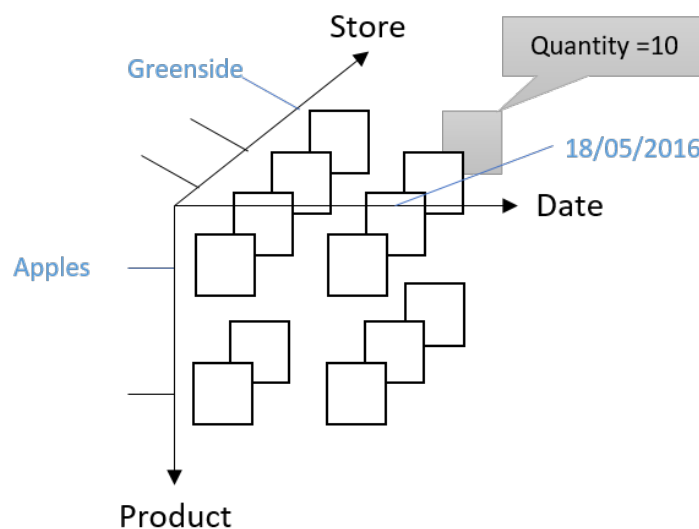 Store
Quantity =10
Greenside
18/05/2016
Date
Apples
Product